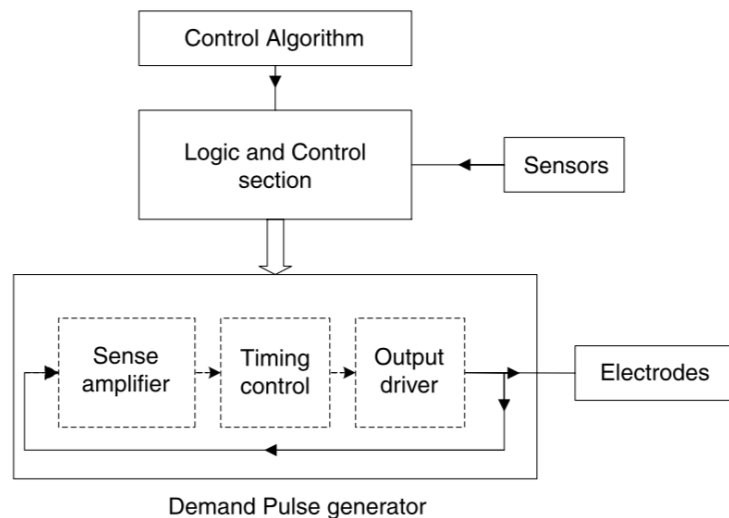 Control Algorithm
Logic and Control
section
Sensors
Sense
amplifier
Timing
control
Output
driver
Electrodes
Demand Pulse generator